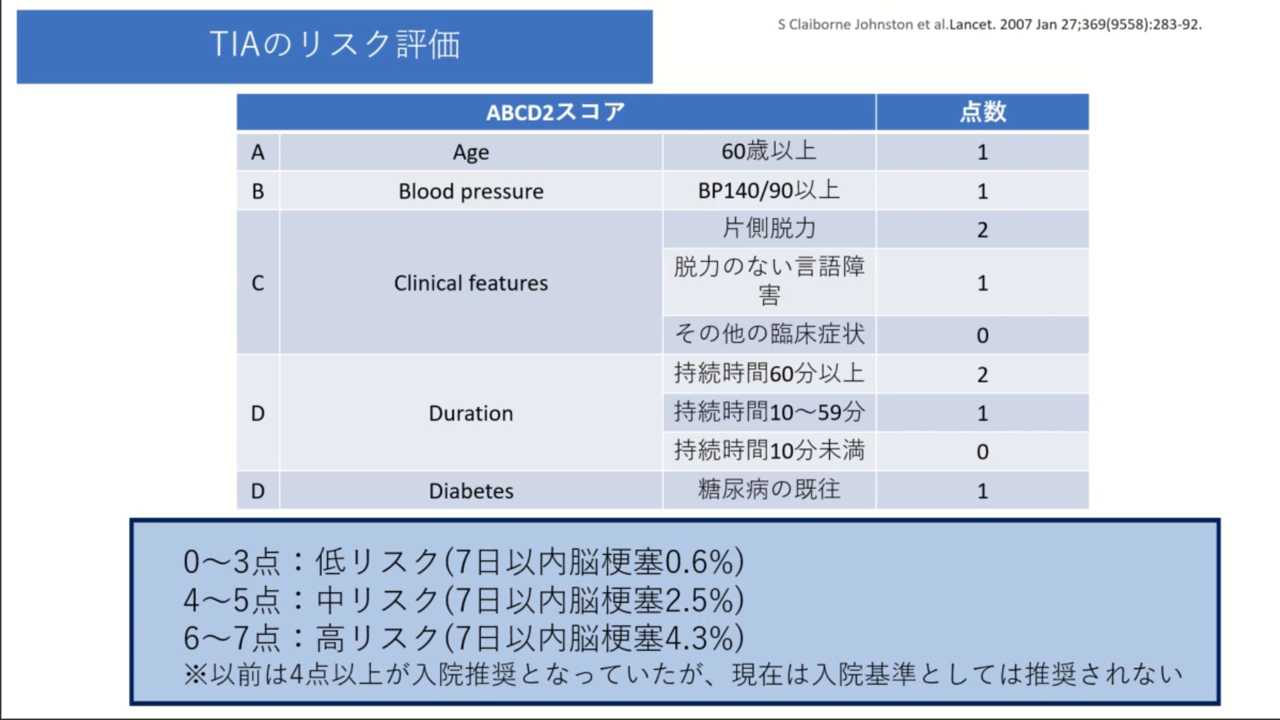 TIAのリスク評価
S Claiborne Johnston et al.Lancet. 2007 Jan 27;369(9558):283-92.
ABCD2スコア 点数
A Age 60歳以上 1
B Blood pressure BP140/90以上 1
C Clinical features 片側脱力 2
脱力のない言語障
害 1
その他の臨床症状 0
D Duration 持続時間60分以上 2
持続時間10～59分 1
持続時間10分未満 0
D Diabetes 糖尿病の既往 1
0～3点：低リスク(7日以内脳梗塞0.6%)
4～5点：中リスク(7日以内脳梗塞2.5%)
6～7点：高リスク(7日以内脳梗塞4.3%)
※以前は4点以上が入院推奨となっていたが、現在は入院基準としては推奨されない